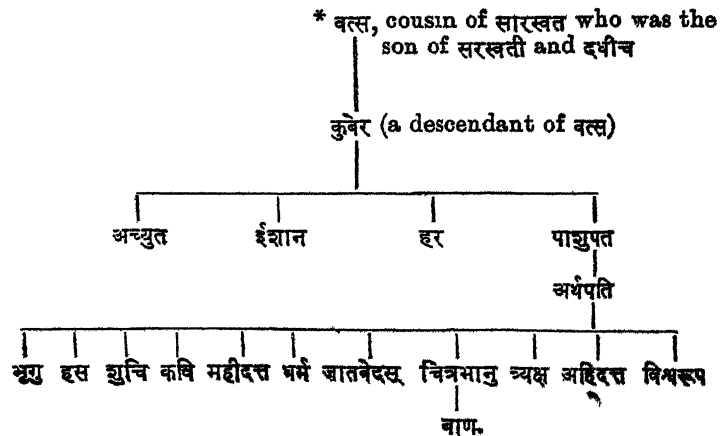 * वत्स, cousin of सारस्वत who was the
son of सरस्वती and दधीच
कुबेर (a descendant of वत्स)
अच्युत ईशान हर पाशुपत
अर्थपति
भृगु हस शुचि कवि महीदत्त धर्म जातवेदस् चित्रभानु त्र्यक्ष अहिदत्त विश्वरूप
बाण.